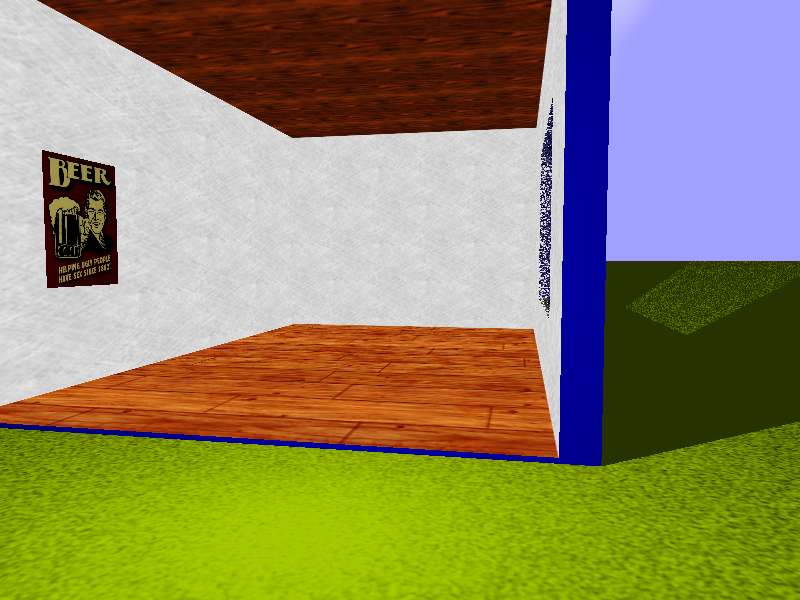 BEER
HELPING UGLY PEOPLE
HAVE SEX SINCE 1862!